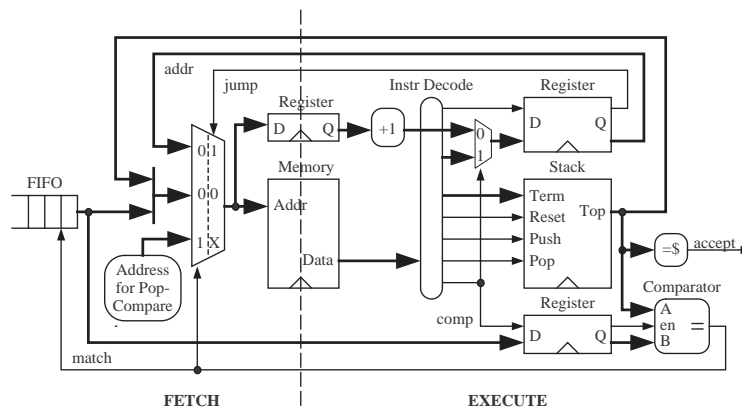 addr
jump
Instr Decode
Register
Register
D Q
+1
0 1
0 0
1 X
0
1
D
Q
FIFO
Memory
Addr
Data
Stack
Term
Reset
Push
Pop
Top
=$
accept
Address
for Pop-
Compare
comp
Register
D Q
Comparator
A
en
B
=
match
FETCH
EXECUTE